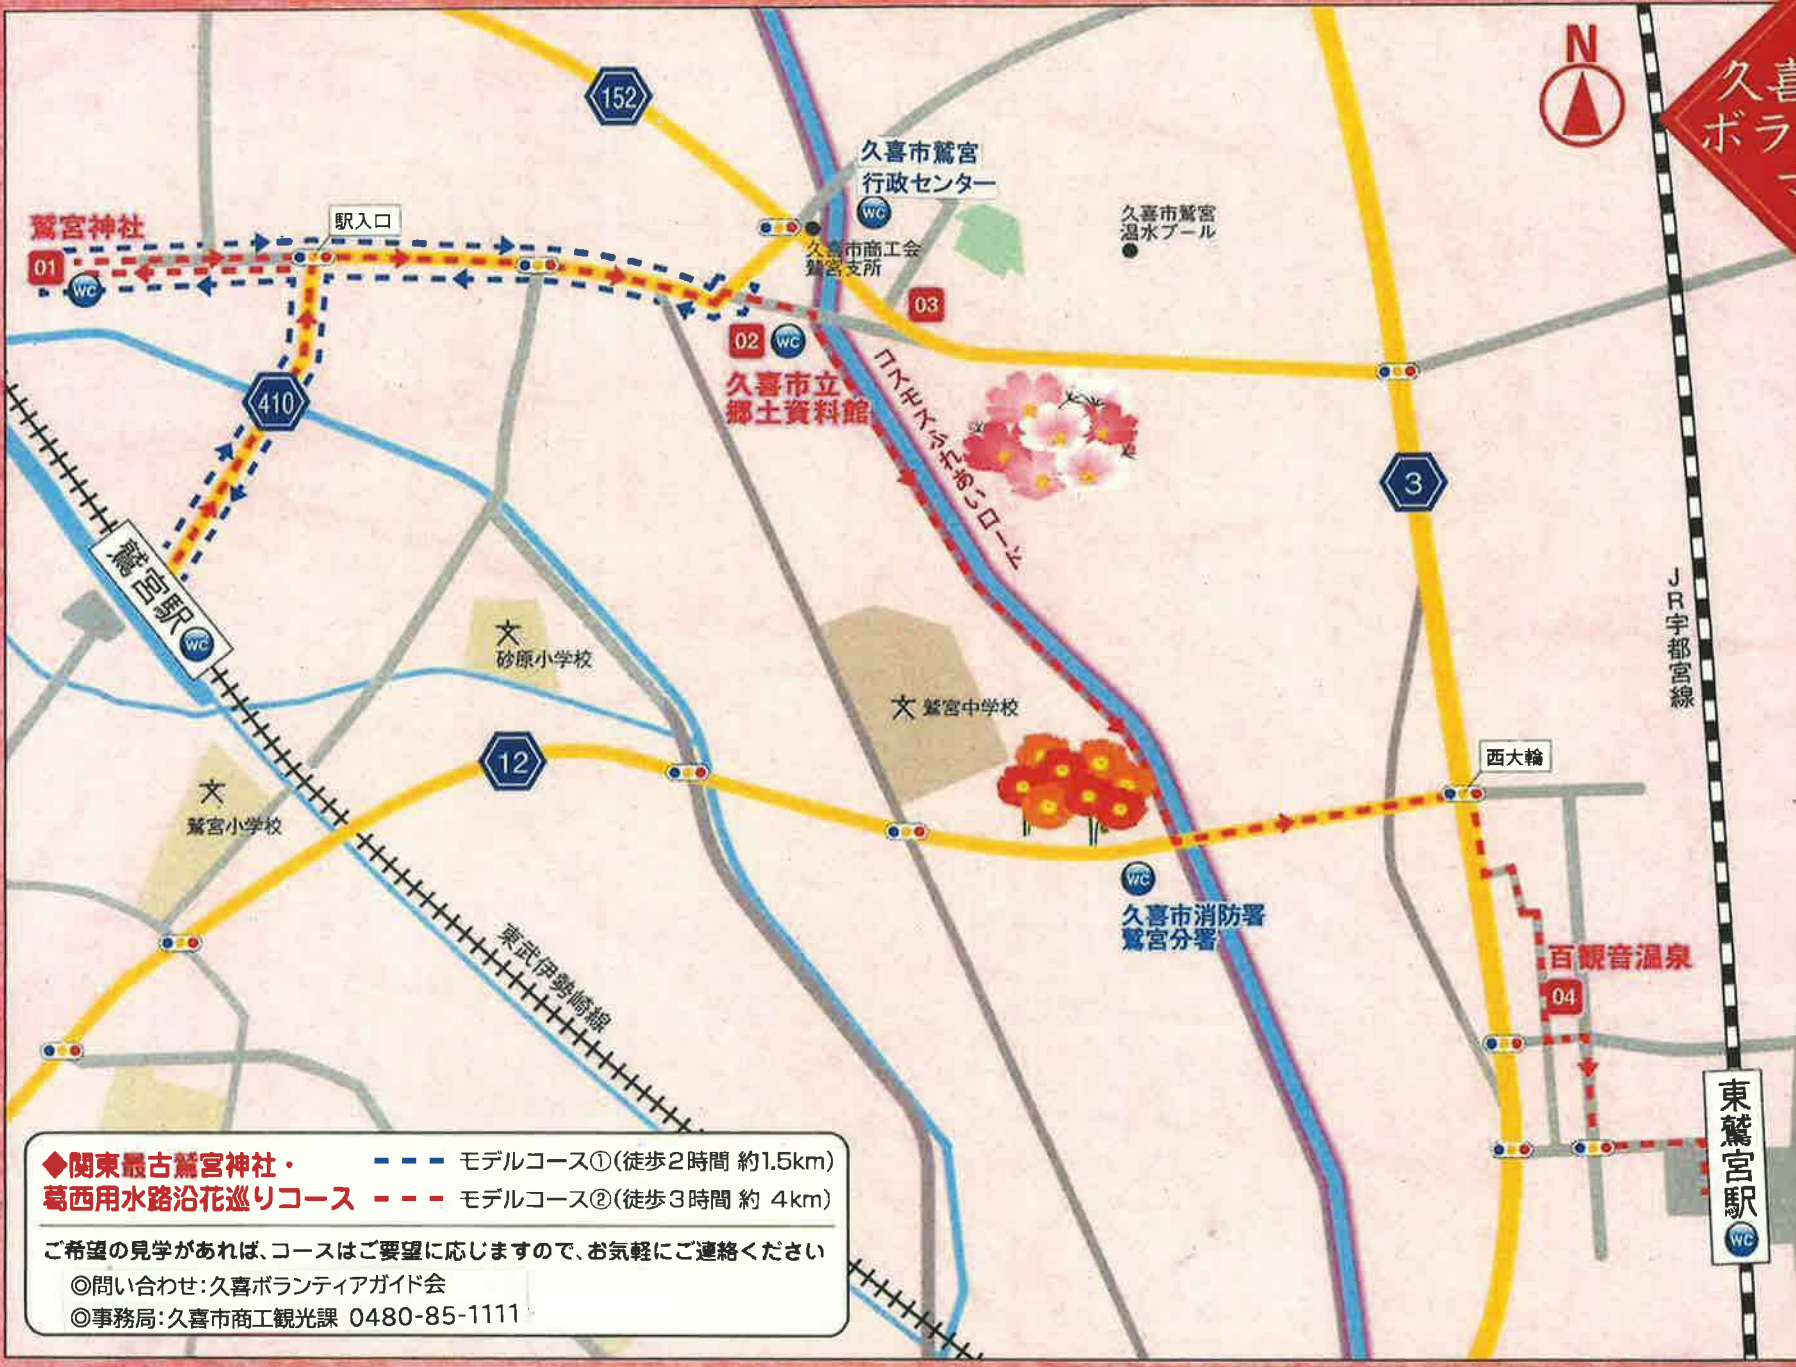 152
N
久喜
ボラ
マ
久喜市鷲宮
行政センター
WC
久喜市鷲宮
温水プール
駅入口
鷲宮神社
01
WC
久喜市商工会
鷲宮支所
03
02
WC
久喜市立
郷土資料館
コスモスふれあいロード
410
3
鷲宮駅
WC
JR宇都宮線
砂原小学校
鷲宮中学校
西大輪
12
鷲宮小学校
WC
久喜市消防署
鷲宮分署
東武伊勢崎線
百観音温泉
04
東鷲宮駅
WC
◆関東最古鷲宮神社・
葛西用水路沿花巡りコース
モデルコース①(徒歩2時間 約1.5km)
モデルコース②(徒歩3時間 約 4km)
ご希望の見学があれば、コースはご要望に応じますので、お気軽にご連絡ください
◎問い合わせ:久喜ボランティアガイド会
◎事務局:久喜市商工観光課 0480-85-1111